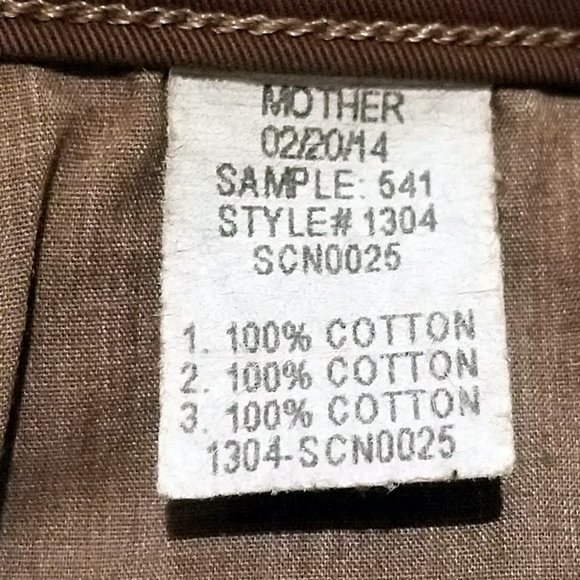 MOTHER
02/20/14
SAMPLE: 541
STYLE# 1304
SCN0025
1. 100% COTTON
2. 100% COTTON
3. 100% COTTON
1304-SCN0025